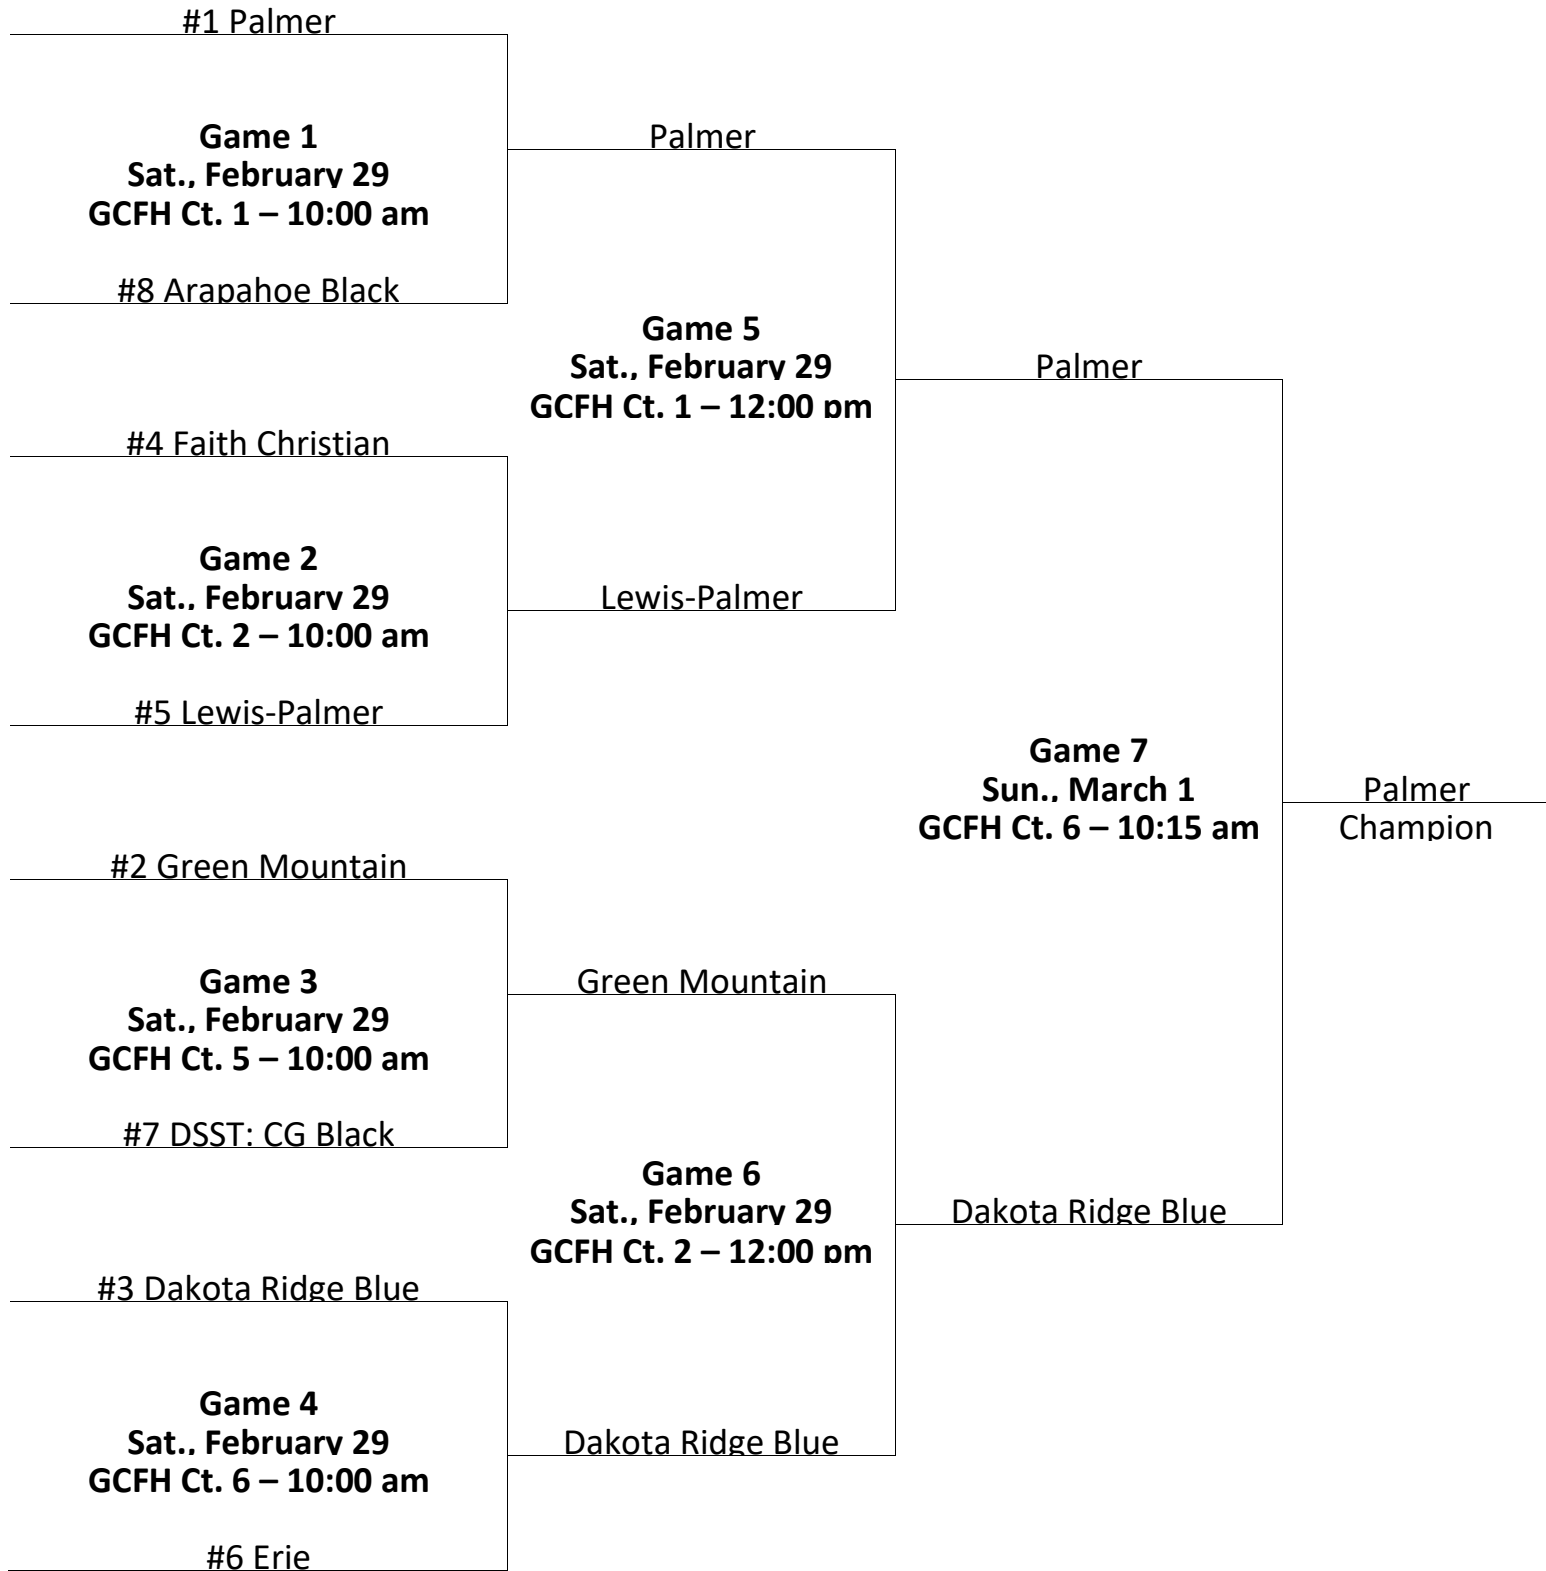 #1 Palmer
Game 1
Sat., February 29
GCFH Ct. 1 – 10:00 am
#8 Arapahoe Black
Palmer
#4 Faith Christian
Game 2
Sat., February 29
GCFH Ct. 2 – 10:00 am
#5 Lewis-Palmer
Game 5
Sat., February 29
GCFH Ct. 1 – 12:00 pm
Lewis-Palmer
Palmer
#2 Green Mountain
Game 3
Sat., February 29
GCFH Ct. 5 – 10:00 am
#7 DSST: CG Black
Green Mountain
#3 Dakota Ridge Blue
Game 4
Sat., February 29
GCFH Ct. 6 – 10:00 am
#6 Erie
Game 6
Sat., February 29
GCFH Ct. 2 – 12:00 pm
Dakota Ridge Blue
Dakota Ridge Blue
Game 7
Sun., March 1
GCFH Ct. 6 – 10:15 am
Palmer
Champion